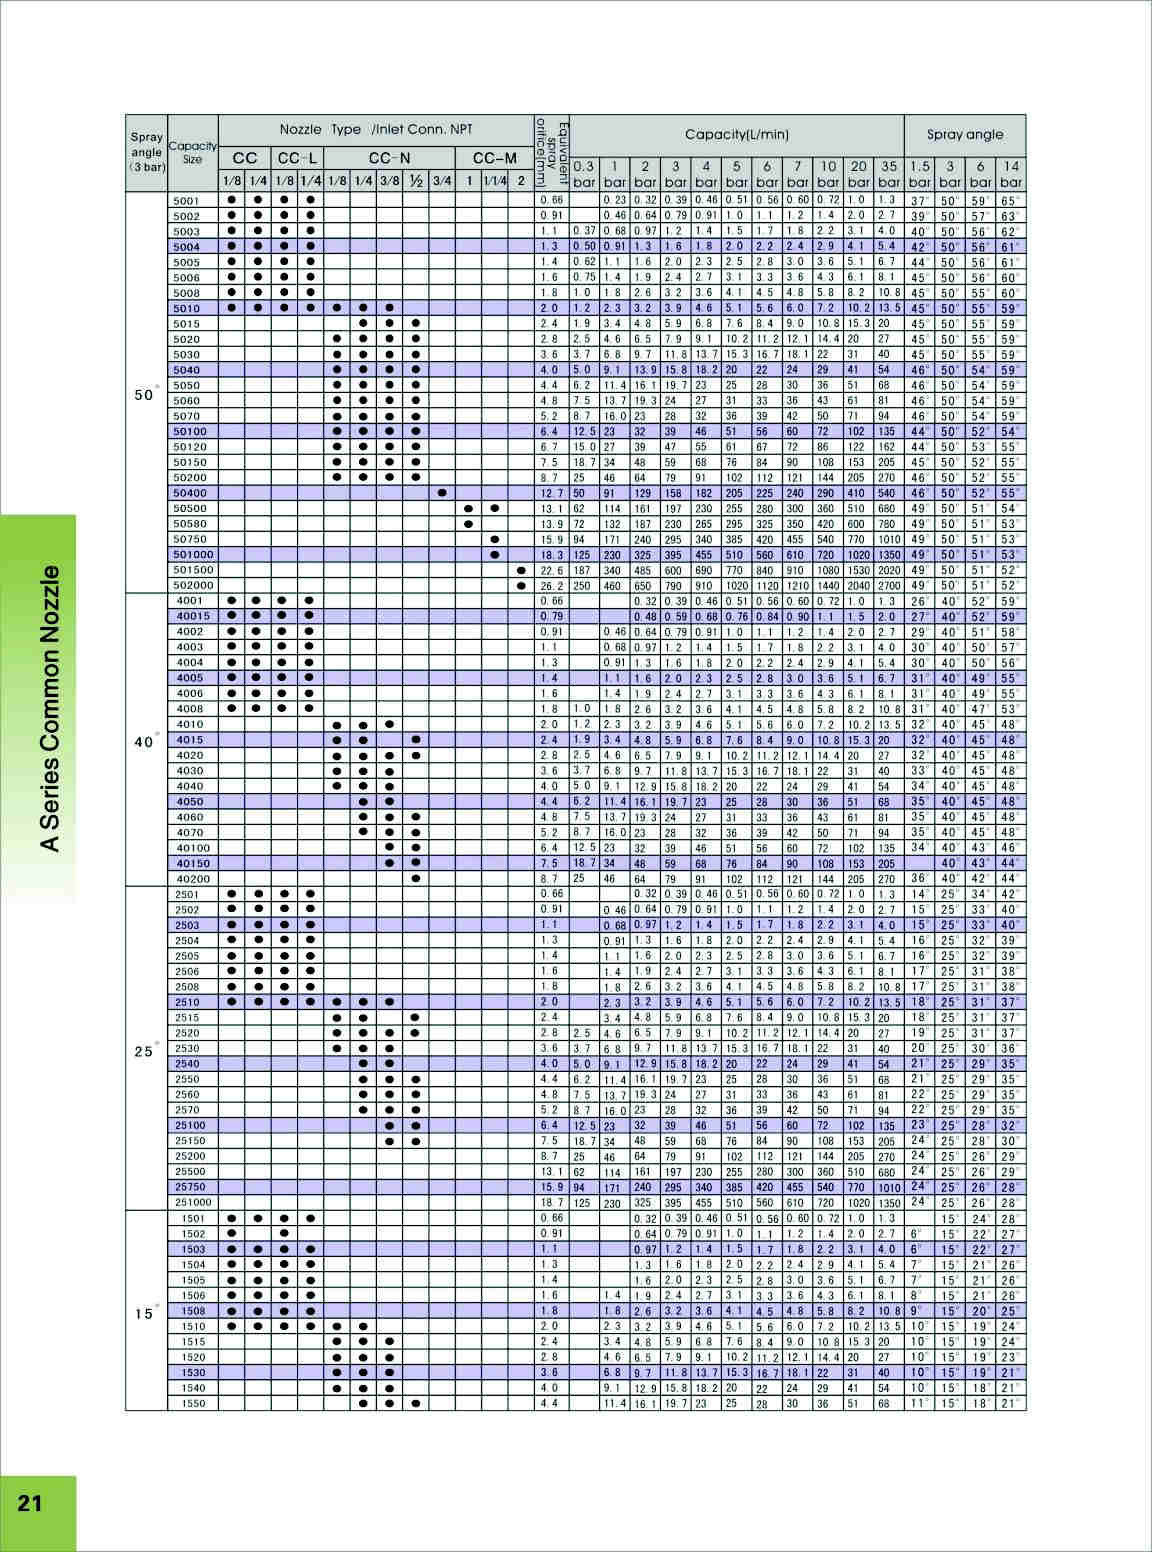 Spray angle (3 bar)
Capacity Size
Nozzle Type /Inlet Conn. NPT
Equivalent spray orifice[mm]
Capacity(L/min)
Spray angle
CC CC-L CC-N CC-M
1/8 1/4 1/8 1/4 1/8 1/4 3/8 ½ 3/4 1 1/1/4 2
0.3 bar 1 bar 2 bar 3 bar 4 bar 5 bar 6 bar 7 bar 10 bar 20 bar 35 bar 1.5 bar 3 bar 6 bar 14 bar
50°
5001 0.66 0.23 0.32 0.39 0.46 0.51 0.56 0.60 0.72 1.0 1.3 37° 50° 59° 65°
5002 0.91 0.46 0.64 0.79 0.91 1.0 1.1 1.2 1.4 2.0 2.7 39° 50° 57° 63°
5003 1.1 0.37 0.68 0.97 1.2 1.4 1.5 1.7 1.8 2.2 3.1 4.0 40° 50° 56° 62°
5004 1.3 0.50 0.91 1.3 1.6 1.8 2.0 2.2 2.4 2.9 4.1 5.4 42° 50° 56° 61°
5005 1.4 0.62 1.1 1.6 2.0 2.3 2.5 2.8 3.0 3.6 5.1 6.7 44° 50° 56° 61°
5006 1.6 0.75 1.4 1.9 2.4 2.7 3.1 3.3 3.6 4.3 6.1 8.1 45° 50° 56° 60°
5008 1.8 1.0 1.8 2.6 3.2 3.6 4.1 4.5 4.8 5.8 8.2 10.8 45° 50° 55° 60°
5010 2.0 1.2 2.3 3.2 3.9 4.6 5.1 5.6 6.0 7.2 10.2 13.5 45° 50° 55° 59°
5015 2.4 1.9 3.4 4.8 5.9 6.8 7.6 8.4 9.0 10.8 15.3 20 45° 50° 55° 59°
5020 2.8 2.5 4.6 6.5 7.9 9.1 10.2 11.2 12.1 14.4 20 27 45° 50° 55° 59°
5030 3.6 3.7 6.8 9.7 11.8 13.7 15.3 16.7 18.1 22 31 40 45° 50° 55° 59°
5040 4.0 5.0 9.1 13.9 15.8 18.2 20 22 24 29 41 54 46° 50° 54° 59°
5050 4.4 6.2 11.4 16.1 19.7 23 25 28 30 36 51 68 46° 50° 54° 59°
5060 4.8 7.5 13.7 19.3 24 27 31 33 36 43 61 81 46° 50° 54° 59°
5070 5.2 8.7 16.0 23 28 32 36 39 42 50 71 94 46° 50° 54° 59°
50100 6.4 12.5 23 32 39 46 51 56 60 72 102 135 44° 50° 52° 54°
50120 6.7 15.0 27 39 47 55 61 67 72 86 122 162 44° 50° 53° 55°
50150 7.5 18.7 34 48 59 68 76 84 90 108 153 205 45° 50° 52° 55°
50200 8.7 25 46 64 79 91 102 112 121 144 205 270 46° 50° 52° 55°
50400 12.7 50 91 129 158 182 205 225 240 290 410 540 46° 50° 52° 55°
50500 13.1 62 114 161 197 230 255 280 300 360 510 680 49° 50° 51° 54°
50580 13.9 72 132 187 230 265 295 325 350 420 600 780 49° 50° 51° 53°
50750 15.9 94 171 240 295 340 385 420 455 540 770 1010 49° 50° 51° 53°
501000 18.3 125 230 325 395 455 510 560 610 720 1020 1350 49° 50° 51° 53°
501500 22.6 187 340 485 600 690 770 840 910 1080 1530 2020 49° 50° 51° 52°
502000 26.2 250 460 650 790 910 1020 1120 1210 1440 2040 2700 49° 50° 51° 52°
40°
4001 0.66 0.32 0.39 0.46 0.51 0.56 0.60 0.72 1.0 1.3 26° 40° 52° 59°
40015 0.79 0.48 0.59 0.68 0.76 0.84 0.90 1.1 1.5 2.0 27° 40° 52° 59°
4002 0.91 0.46 0.64 0.79 0.91 1.0 1.1 1.2 1.4 2.0 2.7 29° 40° 51° 58°
4003 1.1 0.68 0.97 1.2 1.4 1.5 1.7 1.8 2.2 3.1 4.0 30° 40° 50° 57°
4004 1.3 0.91 1.3 1.6 1.8 2.0 2.2 2.4 2.9 4.1 5.4 30° 40° 50° 56°
4005 1.4 1.1 1.6 2.0 2.3 2.5 2.8 3.0 3.6 5.1 6.7 31° 40° 49° 55°
4006 1.6 1.4 1.9 2.4 2.7 3.1 3.3 3.6 4.3 6.1 8.1 31° 40° 49° 55°
4008 1.8 1.0 1.8 2.6 3.2 3.6 4.1 4.5 4.8 5.8 8.2 10.8 31° 40° 47° 53°
4010 2.0 1.2 2.3 3.2 3.9 4.6 5.1 5.6 6.0 7.2 10.2 13.5 32° 40° 45° 48°
4015 2.4 1.9 3.4 4.8 5.9 6.8 7.6 8.4 9.0 10.8 15.3 20 32° 40° 45° 48°
4020 2.8 2.5 4.6 6.5 7.9 9.1 10.2 11.2 12.1 14.4 20 27 32° 40° 45° 48°
4030 3.6 3.7 6.8 9.7 11.8 13.7 15.3 16.7 18.1 22 31 40 33° 40° 45° 48°
4040 4.0 5.0 9.1 12.9 15.8 18.2 20 22 24 29 41 54 34° 40° 45° 48°
4050 4.4 6.2 11.4 16.1 19.7 23 25 28 30 36 51 68 35° 40° 45° 48°
4060 4.8 7.5 13.7 19.3 24 27 31 33 36 43 61 81 35° 40° 45° 48°
4070 5.2 8.7 16.0 23 28 32 36 39 42 50 71 94 35° 40° 45° 48°
40100 6.4 12.5 23 32 39 46 51 56 60 72 102 135 34° 40° 43° 46°
40150 7.5 18.7 34 48 59 68 76 84 90 108 153 205 40° 43° 44°
40200 8.7 25 46 64 79 91 102 112 121 144 205 270 36° 40° 42° 44°
25°
2501 0.66 0.32 0.39 0.46 0.51 0.56 0.60 0.72 1.0 1.3 14° 25° 34° 42°
2502 0.91 0.46 0.64 0.79 0.91 1.0 1.1 1.2 1.4 2.0 2.7 15° 25° 33° 40°
2503 1.1 0.68 0.97 1.2 1.4 1.5 1.7 1.8 2.2 3.1 4.0 15° 25° 33° 40°
2504 1.3 0.91 1.3 1.6 1.8 2.0 2.2 2.4 2.9 4.1 5.4 16° 25° 32° 39°
2505 1.4 1.1 1.6 2.0 2.3 2.5 2.8 3.0 3.6 5.1 6.7 16° 25° 32° 39°
2506 1.6 1.4 1.9 2.4 2.7 3.1 3.3 3.6 4.3 6.1 8.1 17° 25° 31° 38°
2508 1.8 1.8 2.6 3.2 3.6 4.1 4.5 4.8 5.8 8.2 10.8 17° 25° 31° 38°
2510 2.0 2.3 3.2 3.9 4.6 5.1 5.6 6.0 7.2 10.2 13.5 18° 25° 31° 37°
2515 2.4 3.4 4.8 5.9 6.8 7.6 8.4 9.0 10.8 15.3 20 18° 25° 31° 37°
2520 2.8 2.5 4.6 6.5 7.9 9.1 10.2 11.2 12.1 14.4 20 27 19° 25° 31° 37°
2530 3.6 3.7 6.8 9.7 11.8 13.7 15.3 16.7 18.1 22 31 40 20° 25° 30° 36°
2540 4.0 5.0 9.1 12.9 15.8 18.2 20 22 24 29 41 54 21° 25° 29° 35°
2550 4.4 6.2 11.4 16.1 19.7 23 25 28 30 36 51 68 21° 25° 29° 35°
2560 4.8 7.5 13.7 19.3 24 27 31 33 36 43 61 81 22° 25° 29° 35°
2570 5.2 8.7 16.0 23 28 32 36 39 42 50 71 94 22° 25° 29° 35°
25100 6.4 12.5 23 32 39 46 51 56 60 72 102 135 23° 25° 28° 32°
25150 7.5 18.7 34 48 59 68 76 84 90 108 153 205 24° 25° 28° 30°
25200 8.7 25 46 64 79 91 102 112 121 144 205 270 24° 25° 26° 29°
25500 13.1 62 114 161 197 230 255 280 300 360 510 680 24° 25° 26° 29°
25750 15.9 94 171 240 295 340 385 420 455 540 770 1010 24° 25° 26° 28°
251000 18.7 125 230 325 395 455 510 560 610 720 1020 1350 24° 25° 26° 28°
15°
1501 0.66 0.32 0.39 0.46 0.51 0.56 0.60 0.72 1.0 1.3 15° 24° 28°
1502 0.91 0.64 0.79 0.91 1.0 1.1 1.2 1.4 2.0 2.7 6° 15° 22° 27°
1503 1.1 0.97 1.2 1.4 1.5 1.7 1.8 2.2 3.1 4.0 6° 15° 22° 27°
1504 1.3 1.3 1.6 1.8 2.0 2.2 2.4 2.9 4.1 5.4 7° 15° 21° 26°
1505 1.4 1.6 2.0 2.3 2.5 2.8 3.0 3.6 5.1 6.7 7° 15° 21° 26°
1506 1.6 1.4 1.9 2.4 2.7 3.1 3.3 3.6 4.3 6.1 8.1 8° 15° 21° 26°
1508 1.8 1.8 2.6 3.2 3.6 4.1 4.5 4.8 5.8 8.2 10.8 9° 15° 20° 25°
1510 2.0 2.3 3.2 3.9 4.6 5.1 5.6 6.0 7.2 10.2 13.5 10° 15° 19° 24°
1515 2.4 3.4 4.8 5.9 6.8 7.6 8.4 9.0 10.8 15.3 20 10° 15° 19° 24°
1520 2.8 4.6 6.5 7.9 9.1 10.2 11.2 12.1 14.4 20 27 10° 15° 19° 23°
1530 3.6 6.8 9.7 11.8 13.7 15.3 16.7 18.1 22 31 40 10° 15° 19° 21°
1540 4.0 9.1 12.9 15.8 18.2 20 22 24 29 41 54 10° 15° 18° 21°
1550 4.4 11.4 16.1 19.7 23 25 28 30 36 51 68 11° 15° 18° 21°
A Series Common Nozzle
21